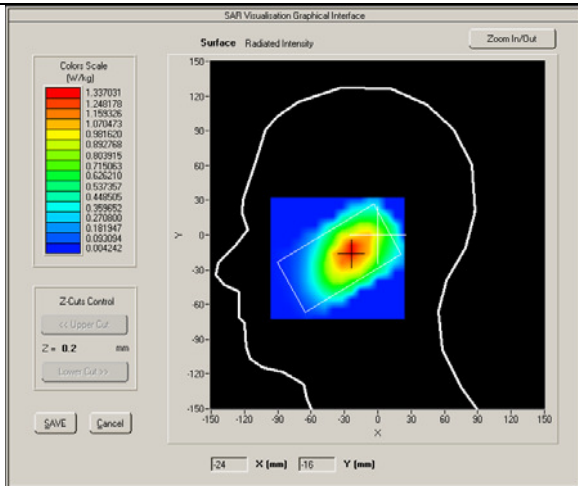 SAR Visualisation Graphical Interface
Surface Radiated Intensity
Zoom In/Out
Colors Scale
(W/kg)
1.337031
1.248178
1.159326
1.070473
0.981620
0.892768
0.803915
0.715063
0.626210
0.537357
0.448505
0.359652
0.270800
0.181947
0.093094
0.004242
Z-Cuts Control
<< Upper Cut
Z = 0.2 mm
Lower Cut >>
SAVE Cancel
150
120
90
60
30
0
-30
-60
-90
-120
-150
Y
-150 -120 -90 -60 -30 0 30 60 90 120 150
X
-24 X (mm) -16 Y (mm)